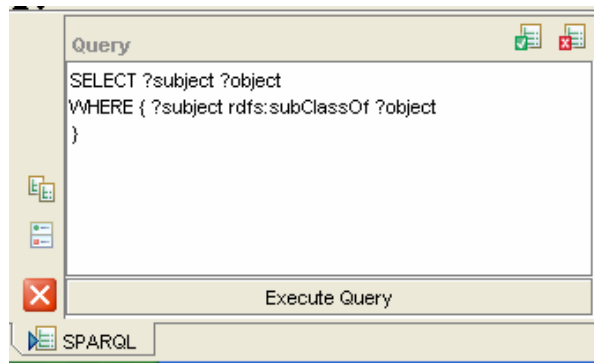 Query
SELECT ?subject ?object
WHERE { ?subject rdfs:subClassOf ?object
}
Execute Query
SPARQL